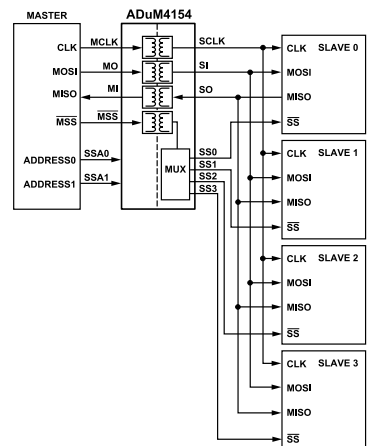 MASTER
ADuM4154
CLK MCLK SCLK CLK SLAVE 0
MOSI MO SI MOSI
MISO MI SO MISO
MSS MSS SS
SS0
ADDRESS0 SSA0
SS1
MUX
SS2
ADDRESS1 SSA1
SS3
CLK SLAVE 1
MOSI
MISO
SS
CLK SLAVE 2
MOSI
MISO
SS
CLK SLAVE 3
MOSI
MISO
SS